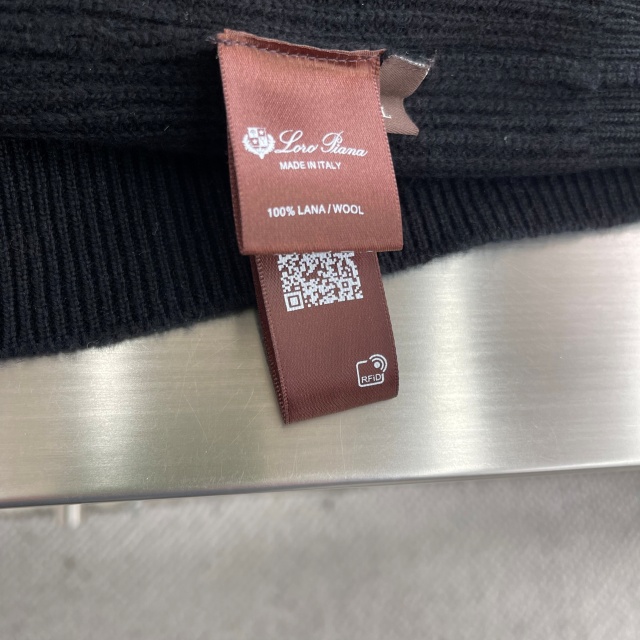 Loro Piana
MADE IN ITALY
100% LANA / WOOL
L
RFiD